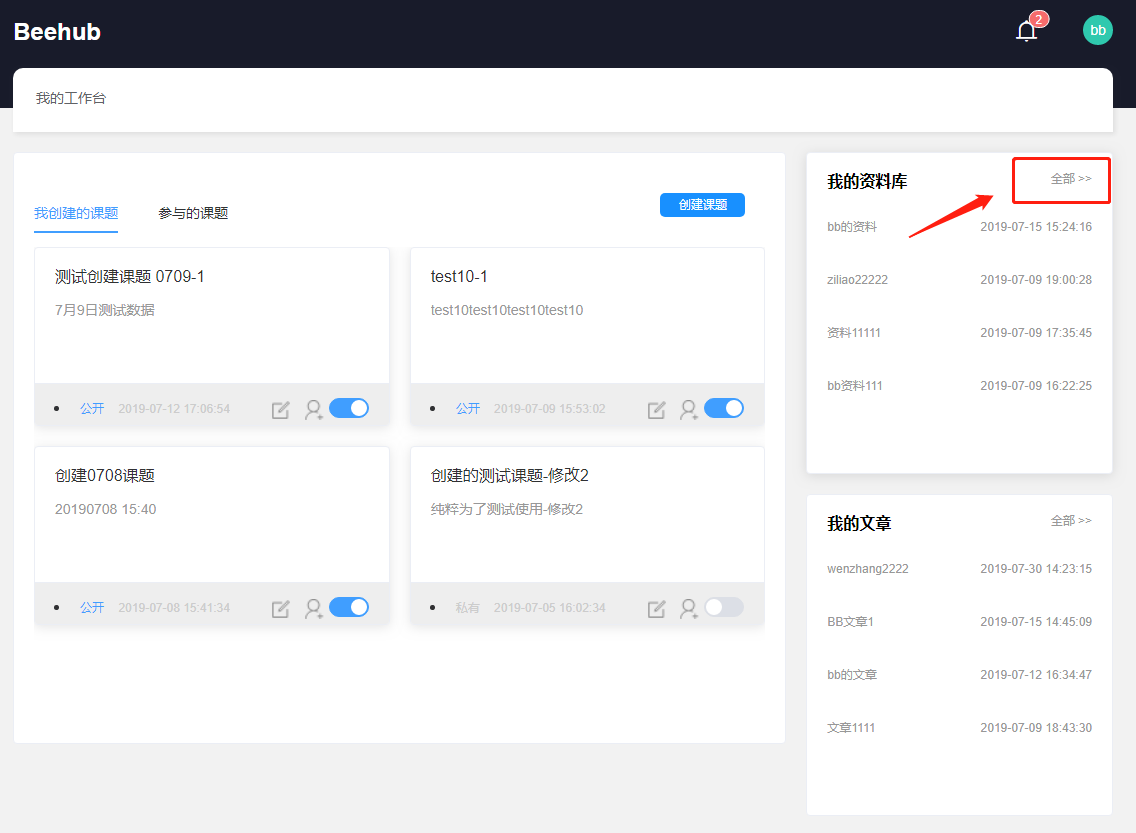 Beehub
2
bb
我的工作台
我创建的课题
参与的课题
创建课题
测试创建课题 0709-1
7月9日测试数据
公开 2019-07-12 17:06:54
test10-1
test10test10test10test10
公开 2019-07-09 15:53:02
创建0708课题
20190708 15:40
公开 2019-07-08 15:41:34
创建的测试课题-修改2
纯粹为了测试使用-修改2
私有 2019-07-05 16:02:34
我的资料库 全部 >>
bb的资料 2019-07-15 15:24:16
ziliao22222 2019-07-09 19:00:28
资料11111 2019-07-09 17:35:45
bb资料111 2019-07-09 16:22:25
我的文章 全部 >>
wenzhang2222 2019-07-30 14:23:15
BB文章1 2019-07-15 14:45:09
bb的文章 2019-07-12 16:34:47
文章1111 2019-07-09 18:43:30